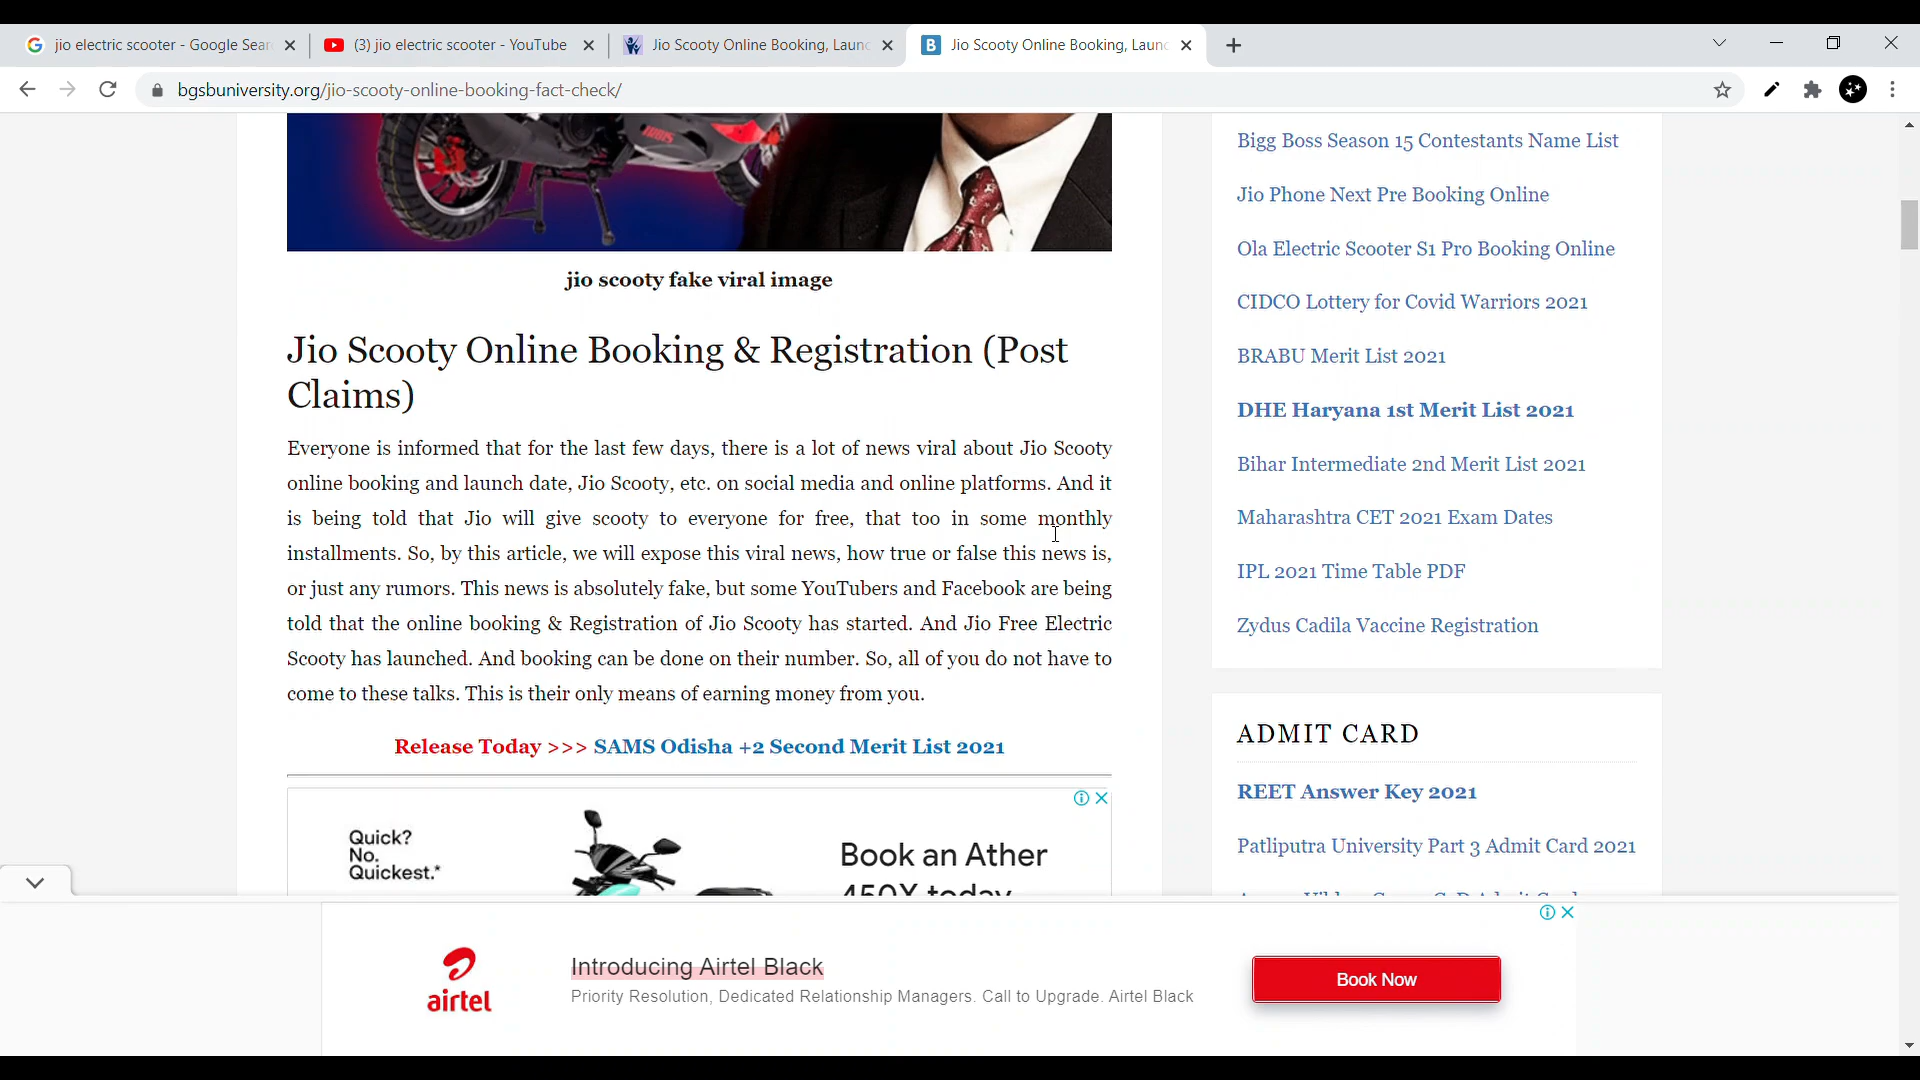 jio electric scooter - Google Sear
(3) jio electric scooter - YouTube
Jio Scooty Online Booking, Laun
Jio Scooty Online Booking, Laun
bgsbuniversity.org/jio-scooty-online-booking-fact-check/
jio scooty fake viral image
Jio Scooty Online Booking & Registration (Post
Claims)
Everyone is informed that for the last few days, there is a lot of news viral about Jio Scooty
online booking and launch date, Jio Scooty, etc. on social media and online platforms. And it
is being told that Jio will give scooty to everyone for free, that too in some monthly
installments. So, by this article, we will expose this viral news, how true or false this news is,
or just any rumors. This news is absolutely fake, but some YouTubers and Facebook are being
told that the online booking & Registration of Jio Scooty has started. And Jio Free Electric
Scooty has launched. And booking can be done on their number. So, all of you do not have to
come to these talks. This is their only means of earning money from you.
Release Today >>> SAMS Odisha +2 Second Merit List 2021
Quick?
No.
Quickest.*
Book an Ather
450X today
Bigg Boss Season 15 Contestants Name List
Jio Phone Next Pre Booking Online
Ola Electric Scooter S1 Pro Booking Online
CIDCO Lottery for Covid Warriors 2021
BRABU Merit List 2021
DHE Haryana 1st Merit List 2021
Bihar Intermediate 2nd Merit List 2021
Maharashtra CET 2021 Exam Dates
IPL 2021 Time Table PDF
Zydus Cadila Vaccine Registration
ADMIT CARD
REET Answer Key 2021
Patliputra University Part 3 Admit Card 2021
airtel
Introducing Airtel Black
Priority Resolution, Dedicated Relationship Managers. Call to Upgrade. Airtel Black
Book Now